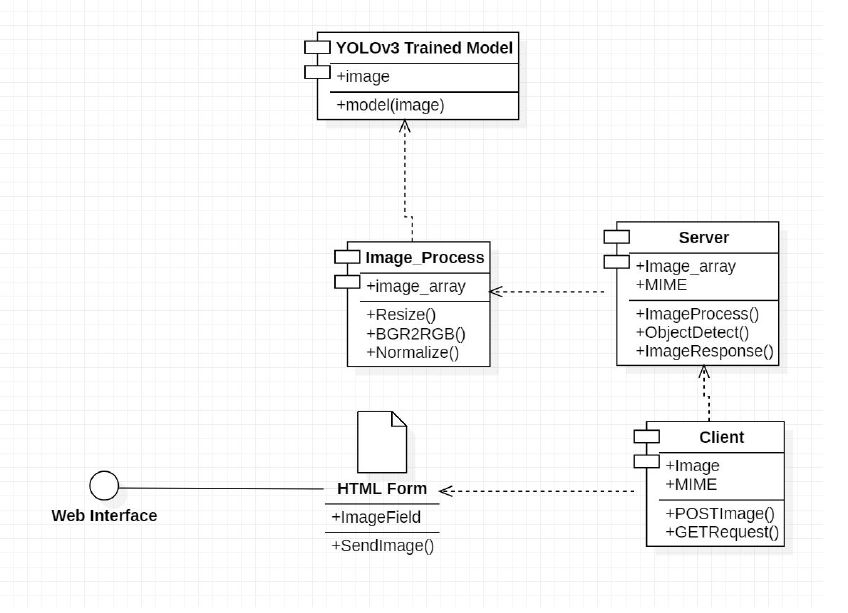 YOLOv3 Trained Model
+image
+model(image)
Image_Process
+image_array
+Resize()
+BGR2RGB()
+Normalize()
Server
+Image_array
+MIME
+ImageProcess()
+ObjectDetect()
+ImageResponse()
Client
+Image
+MIME
+POSTImage()
+GETRequest()
HTML Form
+ImageField
+SendImage()
Web Interface